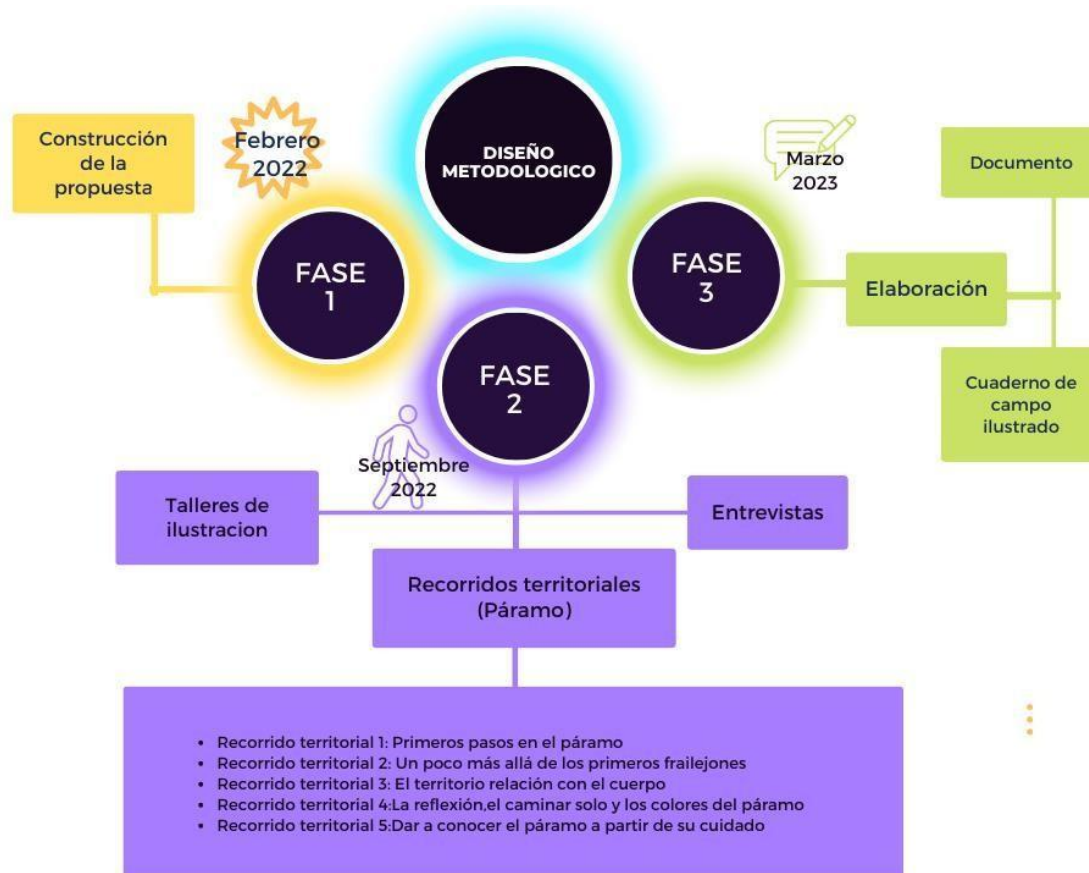 DISEÑO
METODOLOGICO
Construcción
de la
propuesta
Febrero
2022
FASE
1
FASE
2
Septiembre
2022
Talleres de
ilustracion
Entrevistas
Recorridos territoriales
(Páramo)
• Recorrido territorial 1: Primeros pasos en el páramo
• Recorrido territorial 2: Un poco más allá de los primeros frailejones
• Recorrido territorial 3: El territorio relación con el cuerpo
• Recorrido territorial 4:La reflexión,el caminar solo y los colores del páramo
• Recorrido territorial 5:Dar a conocer el páramo a partir de su cuidado
Marzo
2023
FASE
3
Elaboración
Documento
Cuaderno de
campo
ilustrado